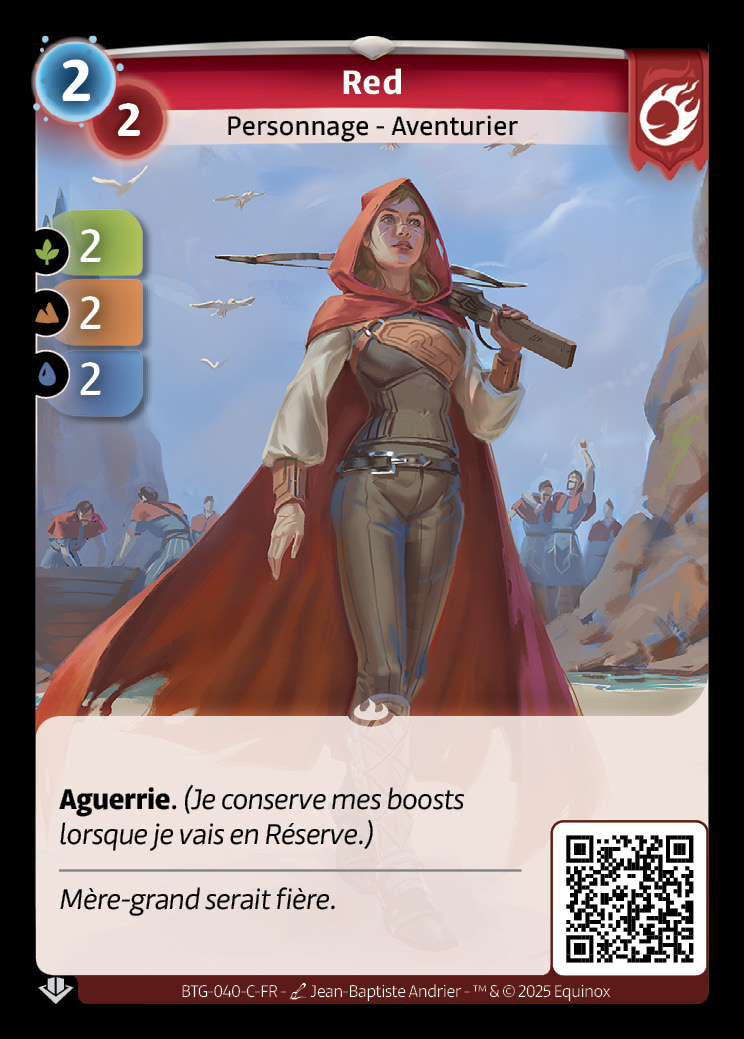 2
Red
2
Personnage - Aventurier
2
2
2
Aguerrie. (Je conserve mes boosts
lorsque je vais en Réserve.)
Mère-grand serait fière.
BTG-040-C-FR - Jean-Baptiste Andrier - ™ & © 2025 Equinox